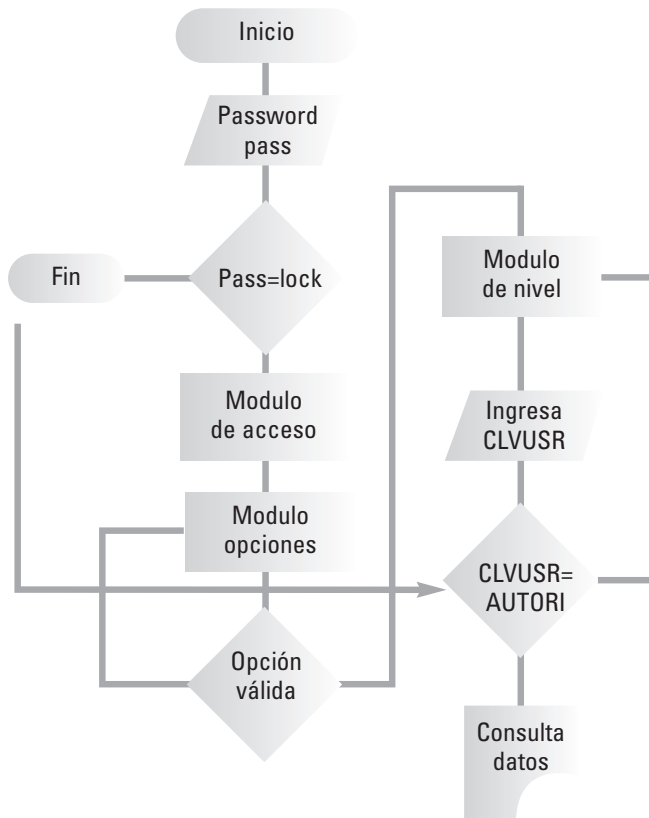 Inicio
Password
pass
Fin
Pass=lock
Modulo
de acceso
Modulo
opciones
Opción
válida
Modulo
de nivel
Ingresa
CLVUSR
CLVUSR=
AUTORI
Consulta
datos